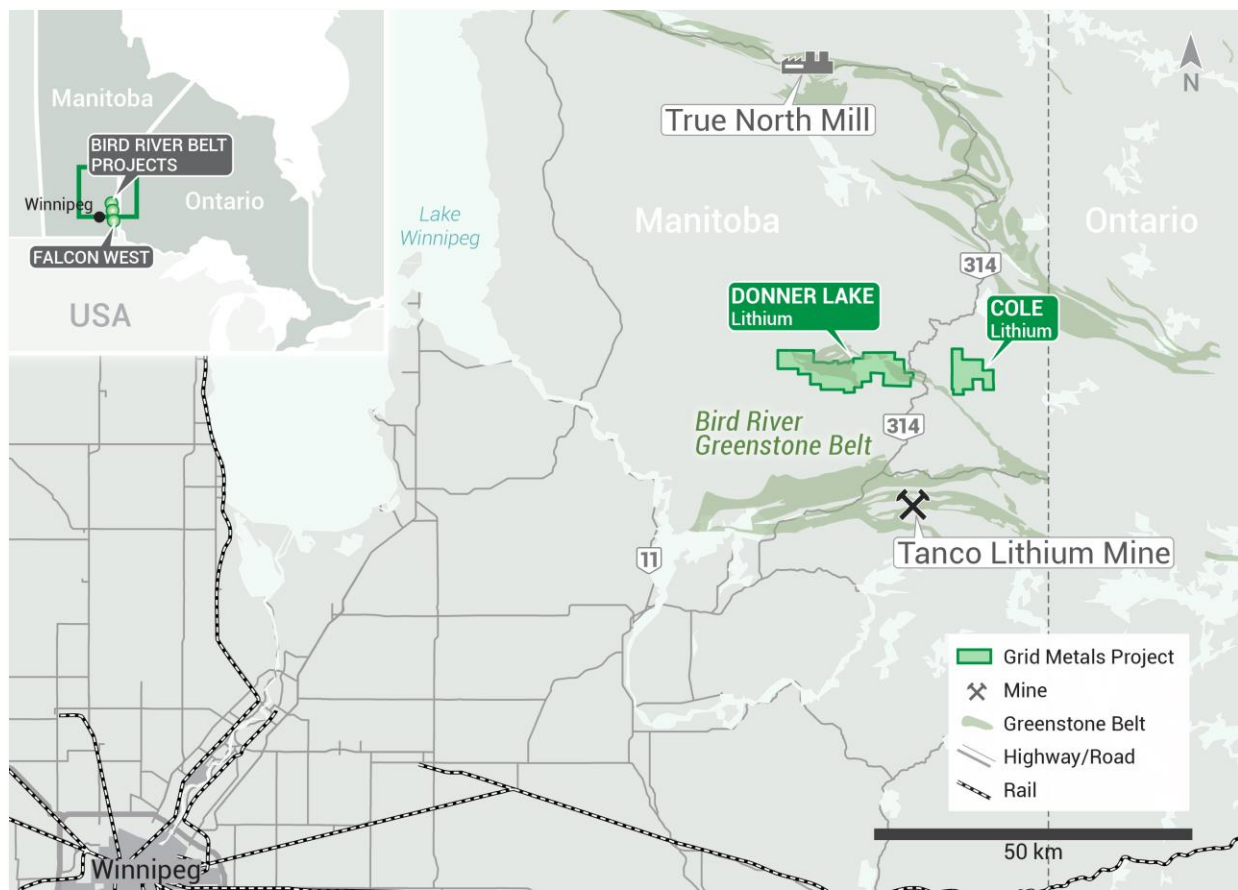 Manitoba
BIRD RIVER BELT
PROJECTS
Winnipeg
Ontario
FALCON WEST
USA
N
True North Mill
Lake
Winnipeg
Manitoba
Ontario
314
DONNER LAKE
Lithium
COLE
Lithium
Bird River
Greenstone Belt
314
11
Tanco Lithium Mine
Grid Metals Project
Mine
Greenstone Belt
Highway/Road
Rail
50 km
Winnipeg